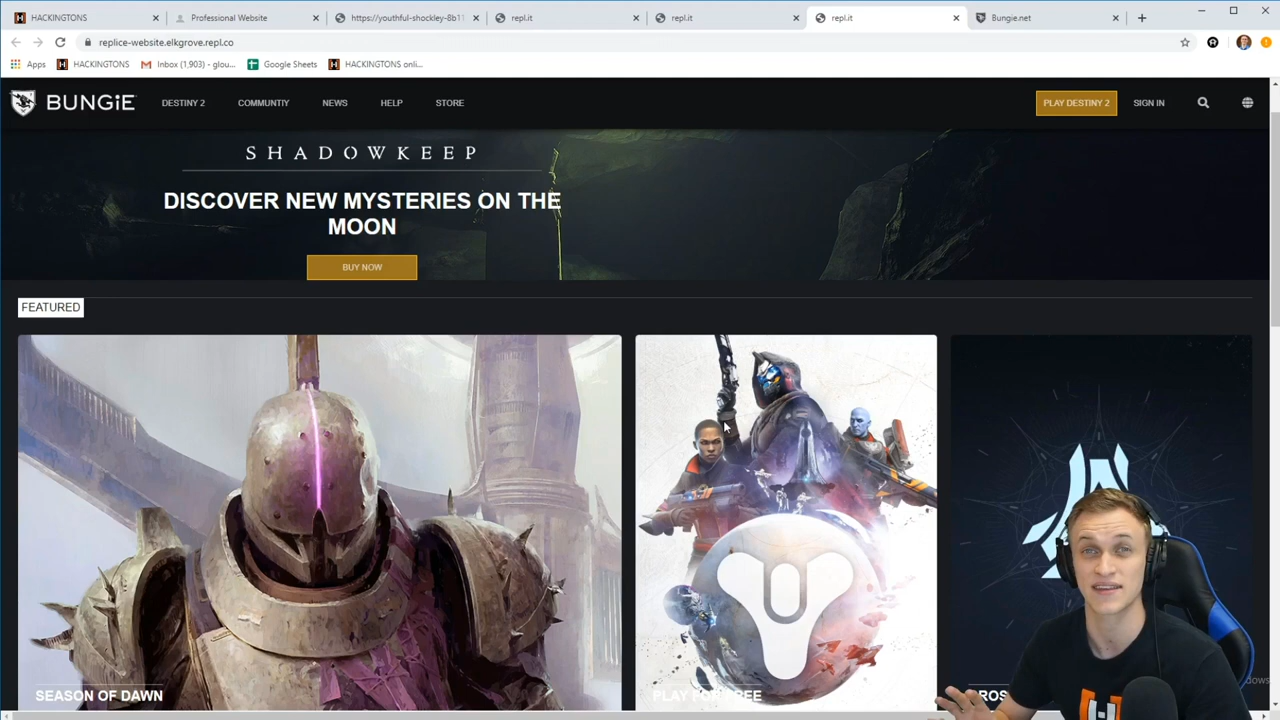 HACKINGTONS
Professional Website
https://youthful-shockley-8b11
repl.it
repl.it
repl.it
Bungie.net
replice-website.elkgrove.repl.co
Apps
HACKINGTONS
Inbox (1,903) - glou...
Google Sheets
HACKINGTONS onli...
BUNGiE
DESTINY 2
COMMUNTIY
NEWS
HELP
STORE
PLAY DESTINY 2
SIGN IN
SHADOWKEEP
DISCOVER NEW MYSTERIES ON THE
MOON
BUY NOW
FEATURED
SEASON OF DAWN